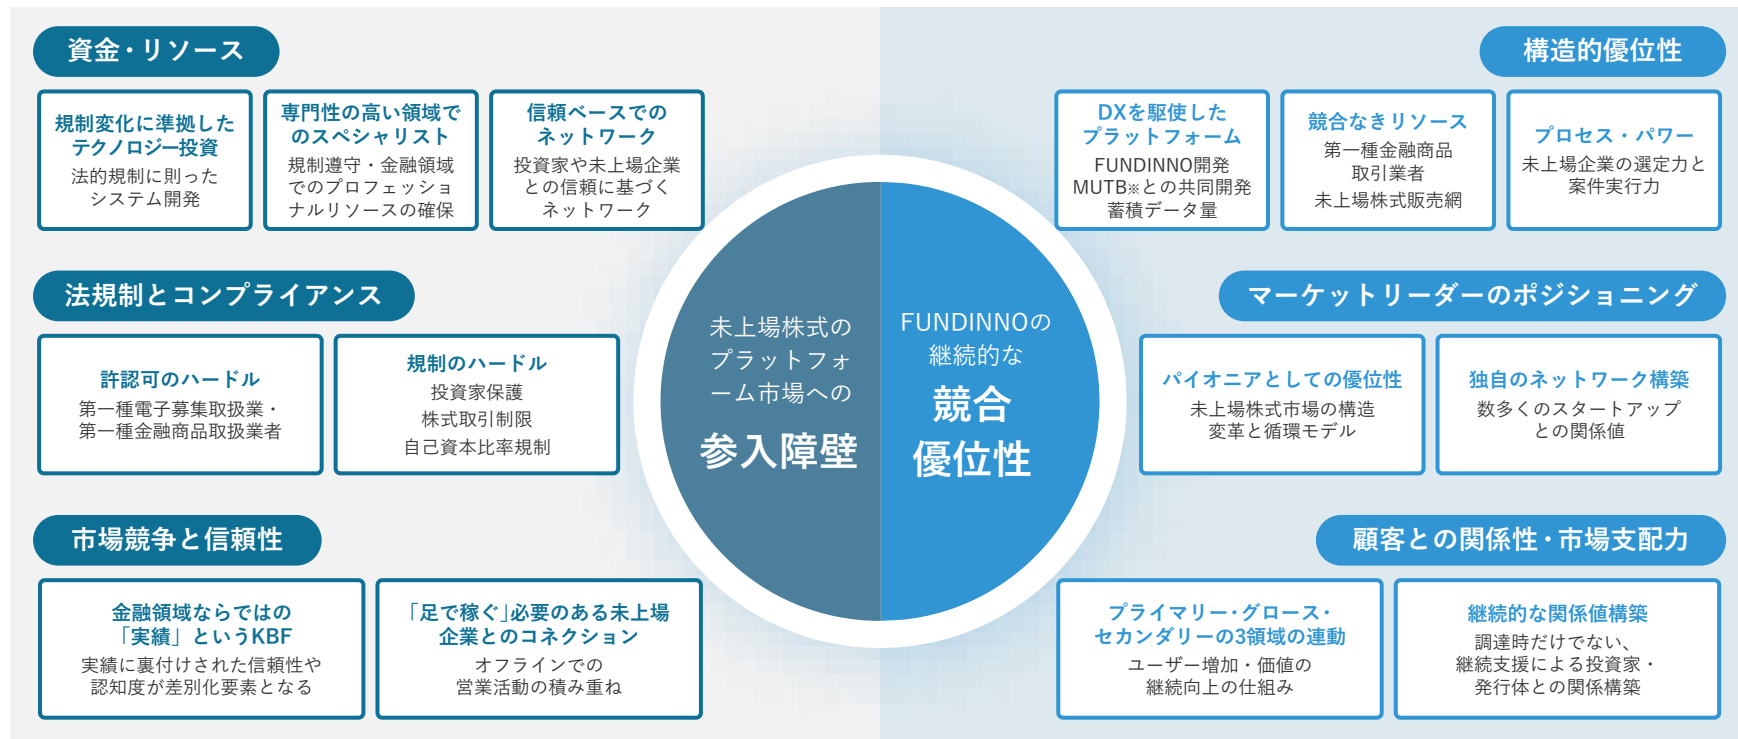 資金・リソース
規制変化に準拠した
テクノロジー投資
法的規制に則った
システム開発
専門性の高い領域で
のスペシャリスト
規制遵守・金融領域
でのプロフェッショ
ナルリソースの確保
信頼ベースでの
ネットワーク
投資家や未上場企業
との信頼に基づく
ネットワーク
法規制とコンプライアンス
許認可のハードル
第一種電子募集取扱業・
第一種金融商品取扱業者
規制のハードル
投資家保護
株式取引制限
自己資本比率規制
市場競争と信頼性
金融領域ならではの
「実績」というKBF
実績に裏付けされた信頼性や
認知度が差別化要素となる
「足で稼ぐ」必要のある未上場
企業とのコネクション
オフラインでの
営業活動の積み重ね
未上場株式の
プラットフォ
ーム市場への
参入障壁
FUNDINNOの
継続的な
競合
優位性
構造的優位性
DXを駆使した
プラットフォーム
FUNDINNO開発
MUTB※との共同開発
蓄積データ量
競合なきリソース
第一種金融商品
取引業者
未上場株式販売網
プロセス・パワー
未上場企業の選定力と
案件実行力
マーケットリーダーのポジショニング
パイオニアとしての優位性
未上場株式市場の構造
変革と循環モデル
独自のネットワーク構築
数多くのスタートアップ
との関係値
顧客との関係性・市場支配力
プライマリー・グロース・
セカンダリーの3領域の連動
ユーザー増加・価値の
継続向上の仕組み
継続的な関係値構築
調達時だけでない、
継続支援による投資家・
発行体との関係構築